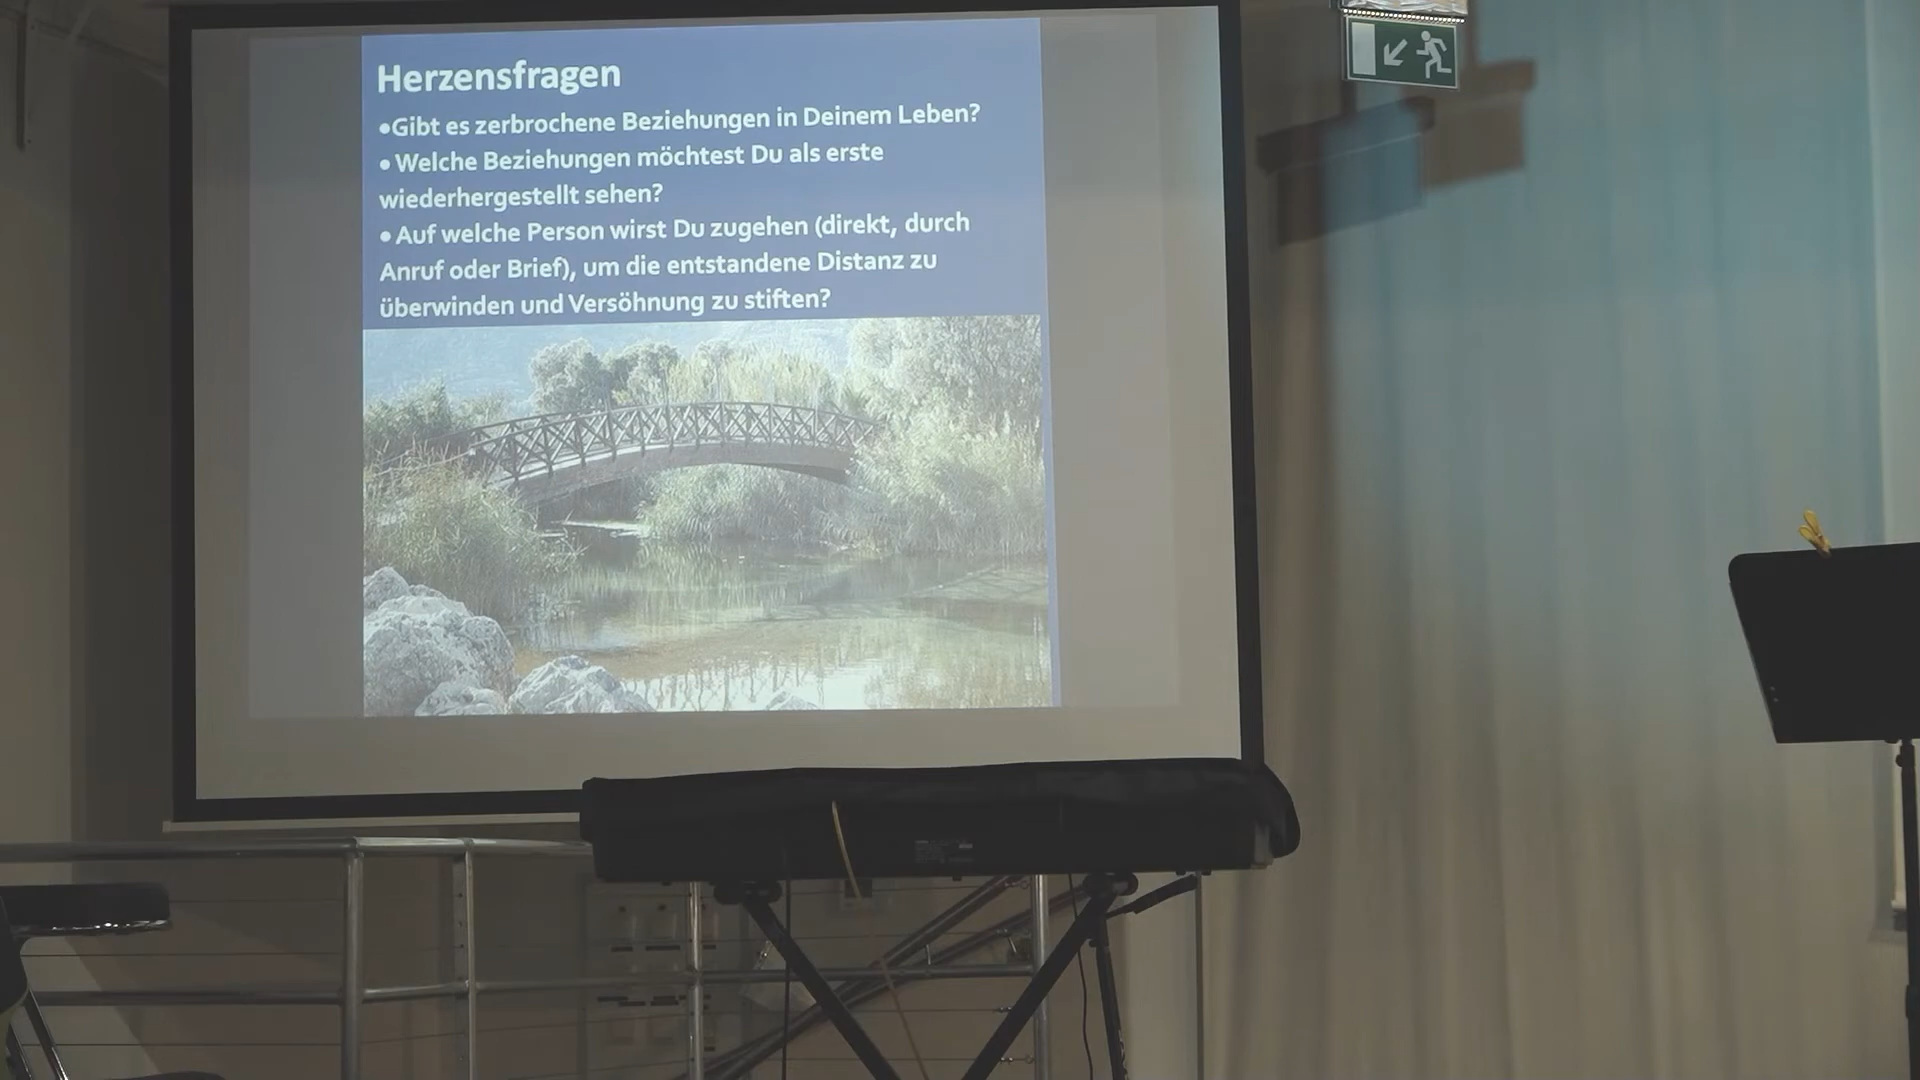 Herzensfragen
•Gibt es zerbrochene Beziehungen in Deinem Leben?
• Welche Beziehungen möchtest Du als erste
wiederhergestellt sehen?
• Auf welche Person wirst Du zugehen (direkt, durch
Anruf oder Brief), um die entstandene Distanz zu
überwinden und Versöhnung zu stiften?